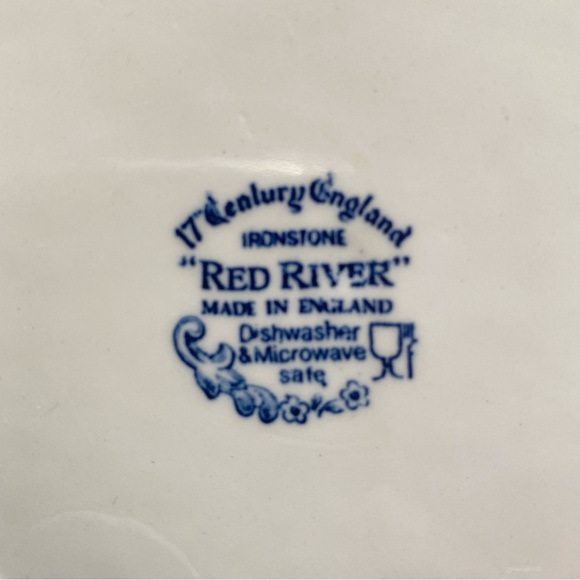 17th Century England
IRONSTONE
"RED RIVER"
MADE IN ENGLAND
Dishwasher
& Microwave
safe